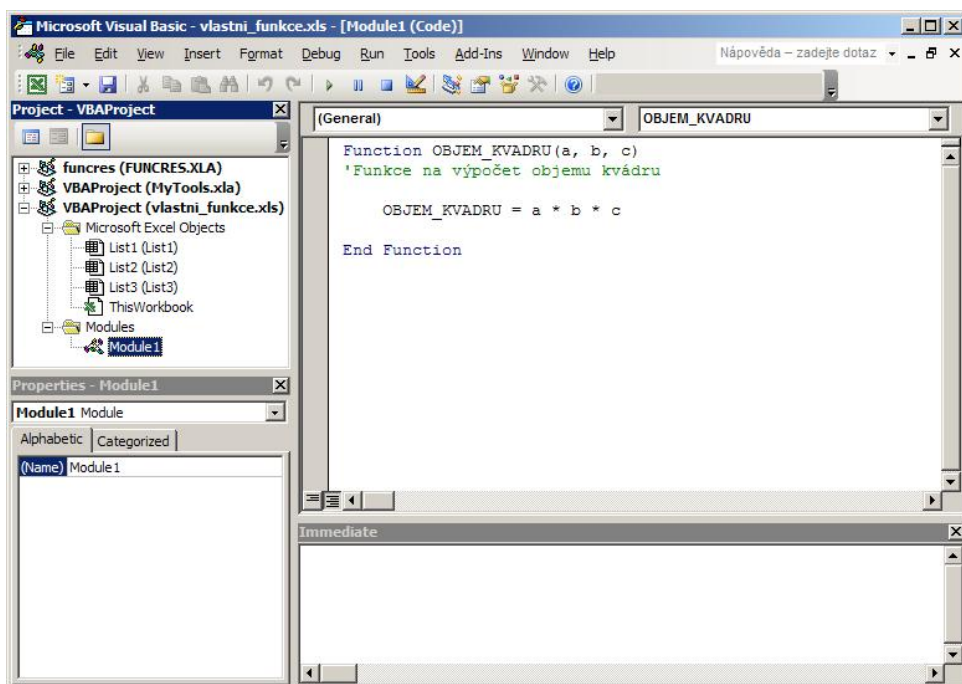 Microsoft Visual Basic - vlastni_funkce.xls - [Module1 (Code)]
File Edit View Insert Format Debug Run Tools Add-Ins Window Help
Nápověda – zadejte dotaz
Project - VBAProject
(General)
OBJEM_KVADRU
funcres (FUNCRES.XLA)
VBAProject (MyTools.xla)
VBAProject (vlastni_funkce.xls)
Microsoft Excel Objects
List1 (List1)
List2 (List2)
List3 (List3)
ThisWorkbook
Modules
Module1
Function OBJEM_KVADRU(a, b, c)
'Funkce na výpočet objemu kvádru
OBJEM_KVADRU = a * b * c
End Function
Properties - Module1
Module1 Module
Alphabetic Categorized
(Name) Module1
Immediate